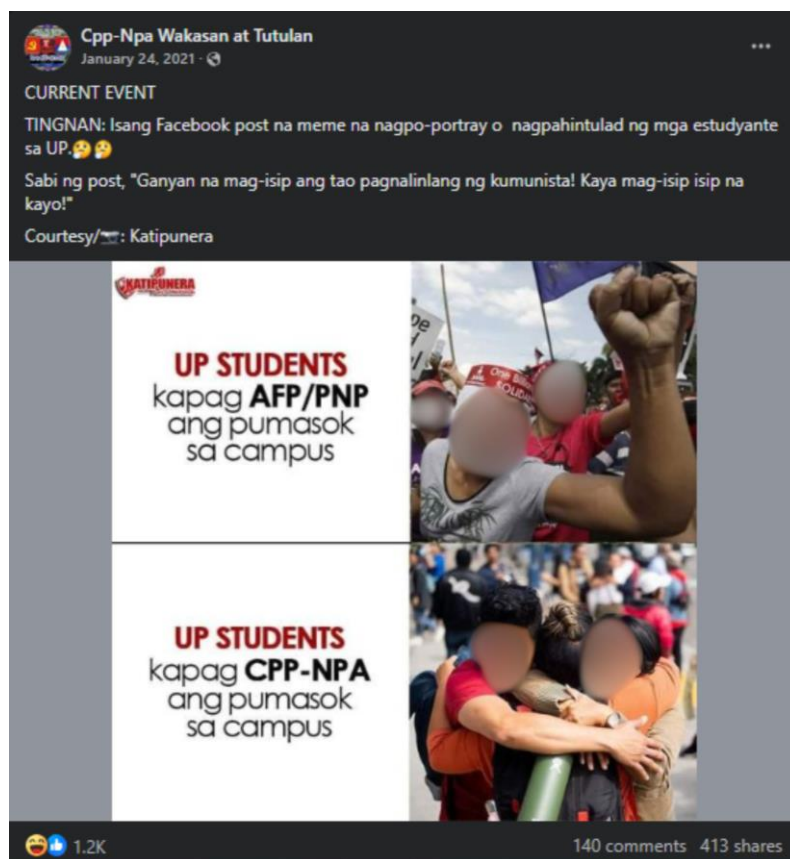 Cpp-Npa Wakasan at Tutulan
January 24, 2021 ·
CURRENT EVENT
TINGNAN: Isang Facebook post na meme na nagpo-portray o nagpahintulad ng mga estudyante
sa UP.🤔🤔
Sabi ng post, "Ganyan na mag-isip ang tao pagnalinlang ng kumunista! Kaya mag-isip isip na
kayo!"
Courtesy/📷: Katipunera
KATIPUNERA
UP STUDENTS
kapag AFP/PNP
ang pumasok
sa campus
One Billion
SOLID
UP STUDENTS
kapag CPP-NPA
ang pumasok
sa campus
1.2K
140 comments 413 shares